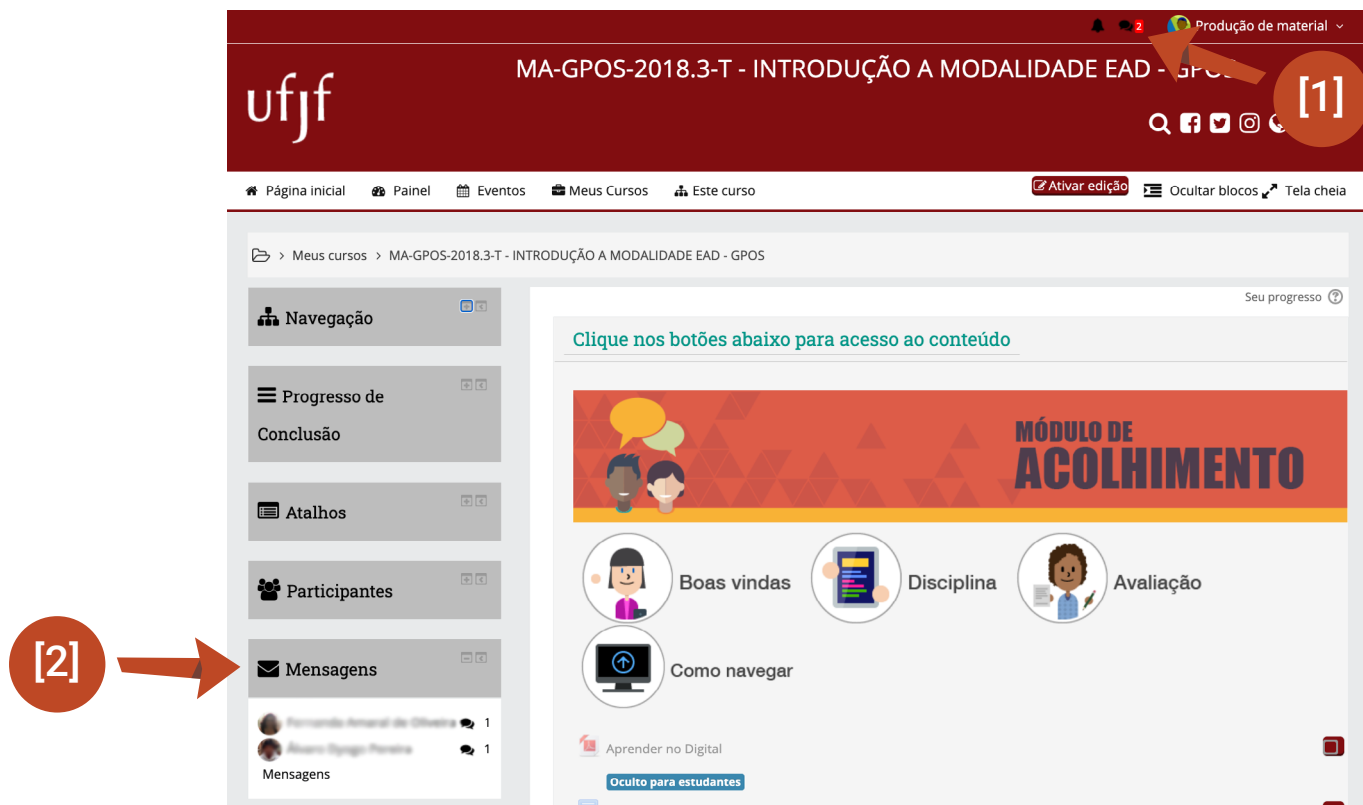 2 Produção de material
MA-GPOS-2018.3-T - INTRODUÇÃO A MODALIDADE EAD - GPOS
[1]
ufjf
Página inicial Painel Eventos Meus Cursos Este curso Ativar edição Ocultar blocos Tela cheia
> Meus cursos > MA-GPOS-2018.3-T - INTRODUÇÃO A MODALIDADE EAD - GPOS
Seu progresso
Navegação
Clique nos botões abaixo para acesso ao conteúdo
Progresso de
Conclusão
MÓDULO DE
ACOLHIMENTO
Atalhos
Boas vindas Disciplina Avaliação
Participantes
[2]
Mensagens
Como navegar
1
1
Mensagens
Aprender no Digital
Oculto para estudantes